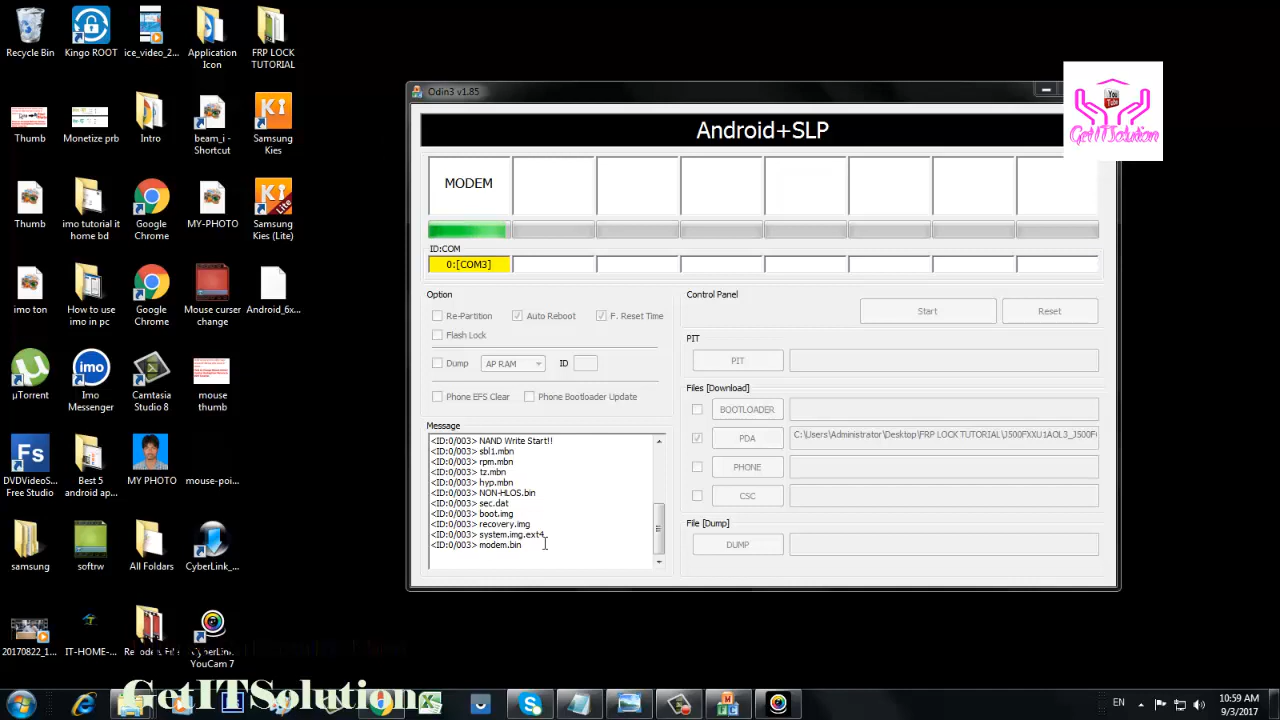 Recycle Bin
Kingo ROOT
ice_video_2...
Application
Icon
FRP LOCK
TUTORIAL
Thumb
Monetize prb
Intro
beam_i -
Shortcut
Samsung
Kies
Thumb
imo tutorial it
home bd
Google
Chrome
MY-PHOTO
Samsung
Kies (Lite)
imo ton
How to use
imo in pc
Google
Chrome
Mouse curser
change
Android_6x...
µTorrent
Imo
Messenger
Camtasia
Studio 8
mouse
thumb
DVDVideoS...
Free Studio
Best 5
android ap...
MY PHOTO
mouse-poi...
samsung
softrw
All Foldars
CyberLink_...
20170822_1...
IT-HOME-...
CyberLink
YouCam 7
Odin3 v1.85
You
Tube
GetITSolution
Android+SLP
MODEM
ID:COM
0:[COM3]
Option
Re-Partition
Auto Reboot
F. Reset Time
Flash Lock
Dump
AP RAM
ID
Phone EFS Clear
Phone Bootloader Update
Message
<ID:0/003> NAND Write Start!!
<ID:0/003> sbl1.mbn
<ID:0/003> rpm.mbn
<ID:0/003> tz.mbn
<ID:0/003> hyp.mbn
<ID:0/003> NON-HLOS.bin
<ID:0/003> sec.dat
<ID:0/003> boot.img
<ID:0/003> recovery.img
<ID:0/003> system.img.ext4
<ID:0/003> modem.bin
Control Panel
Start
Reset
PIT
PIT
Files [Download]
BOOTLOADER
PDA
C:\Users\Administrator\Desktop\FRP LOCK TUTORIAL\J500FXXU1AOL3_J500F
PHONE
CSC
File [Dump]
DUMP
GetITSolution
EN
10:59 AM
9/3/2017